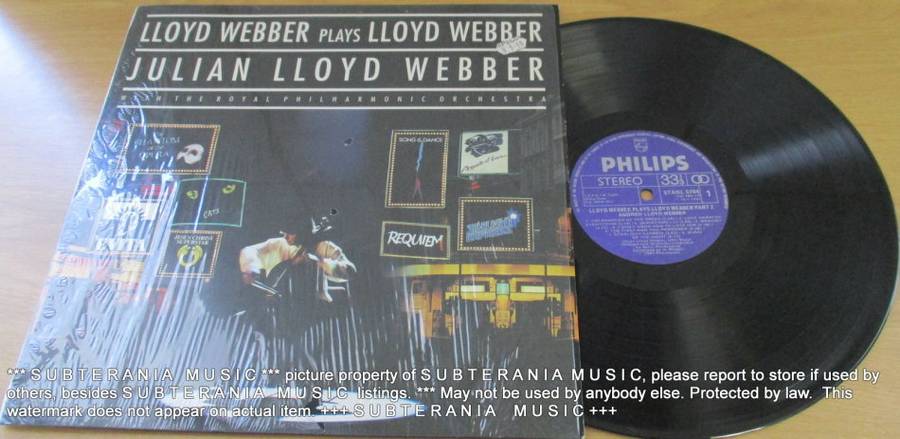 LLOYD WEBBER PLAYS LLOYD WEBBER
JULIAN LLOYD WEBBER
WITH THE ROYAL PHILHARMONIC ORCHESTRA
PHANTOM
OF THE
OPERA
SONG & DANCE
CATS
EVITA
JESUS CHRIST
SUPERSTAR
REQUIEM
PHILIPS
STEREO 33⅓
1
LLOYD WEBBER PLAYS LLOYD WEBBER PART 1
ANDREW LLOYD WEBBER
*** S U B T E R A N I A M U S I C *** picture property of S U B T E R A N I A M U S I C, please report to store if used by
others, besides S U B T E R A N I A M U S I C listings. *** May not be used by anybody else. Protected by law. This
watermark does not appear on actual item. +++ S U B T E R A N I A M U S I C +++